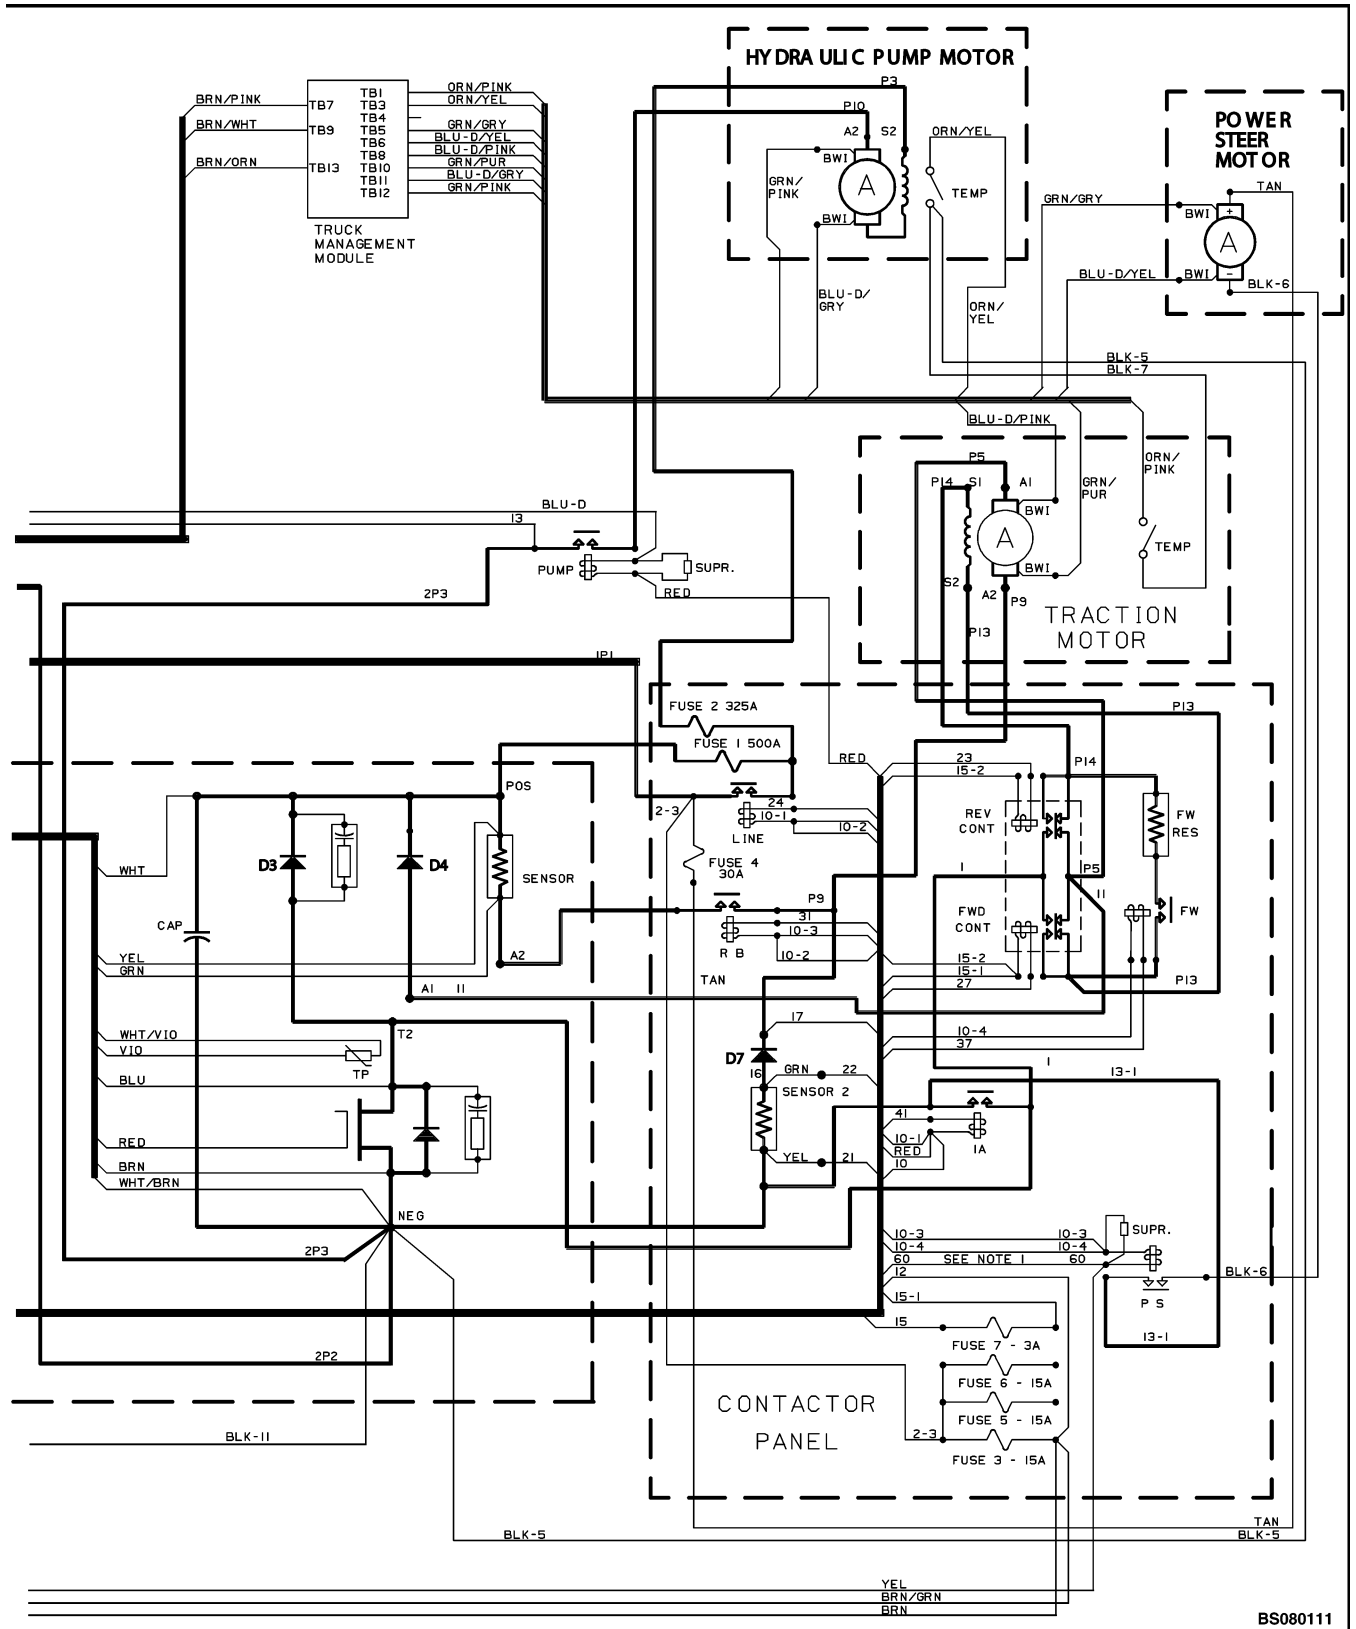 HYDRAULIC PUMP MOTOR
P3
P10
A2 S2
BWI
A
BWI
GRN/
PINK
BLU-D/
GRY
ORN/YEL
TEMP
ORN/
YEL
POWER
STEER
MOTOR
TAN
GRN/GRY
BWI
+
A
-
BLU-D/YEL
BWI
BLK-6
BRN/PINK
BRN/WHT
BRN/ORN
TB7
TB9
TB13
TB1
TB3
TB4
TB5
TB6
TB8
TB10
TB11
TB12
ORN/PINK
ORN/YEL
GRN/GRY
BLU-D/YEL
BLU-D/PINK
GRN/PUR
BLU-D/GRY
GRN/PINK
TRUCK
MANAGEMENT
MODULE
BLK-5
BLK-7
BLU-D/PINK
P5
P14
S1
A1
BWI
A
BWI
GRN/
PUR
ORN/
PINK
TEMP
S2
A2
P9
P13
TRACTION
MOTOR
BLU-D
13
PUMP
SUPR.
RED
2P3
1P1
FUSE 2 325A
FUSE 1 500A
RED
23
15-2
P14
P13
POS
2-3
24
10-1
10-2
LINE
REV
CONT
FW
RES
D3
D4
SENSOR
WHT
FUSE 4
30A
1
P5
11
CAP
P9
31
10-3
10-2
R B
FWD
CONT
FW
YEL
GRN
A2
A1 11
TAN
15-2
15-1
27
P13
WHT/VIO
VIO
TP
T2
17
D7
16
GRN 22
SENSOR 2
10-4
37
1
13-1
BLU
RED
BRN
WHT/BRN
YEL 21
41
10-1
RED
10
1A
NEG
2P3
10-3 10-3
10-4 10-4
60 SEE NOTE 1 60
12
15-1
15
SUPR.
BLK-6
P S
13-1
FUSE 7 - 3A
FUSE 6 - 15A
FUSE 5 - 15A
2-3
FUSE 3 - 15A
2P2
CONTACTOR
PANEL
BLK-11
BLK-5
TAN
BLK-5
YEL
BRN/GRN
BRN
BS080111